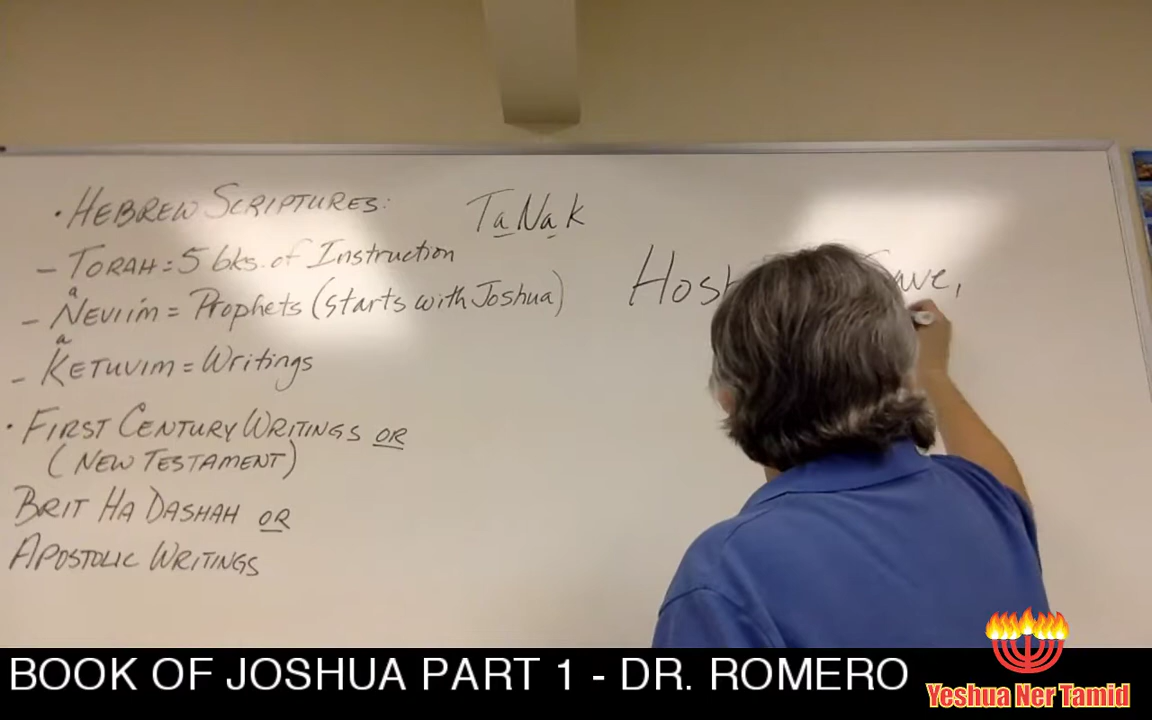 • HEBREW SCRIPTURES:
TaNaK
- TORAH = 5 bks. of Instruction
a
- NEVIIM = Prophets (starts with Joshua)
a
- KETUVIM = Writings
• FIRST CENTURY WRITINGS OR
(NEW TESTAMENT)
BRIT HA DASHAH OR
APOSTOLIC WRITINGS
BOOK OF JOSHUA PART 1 - DR. ROMERO
Yeshua Ner Tamid